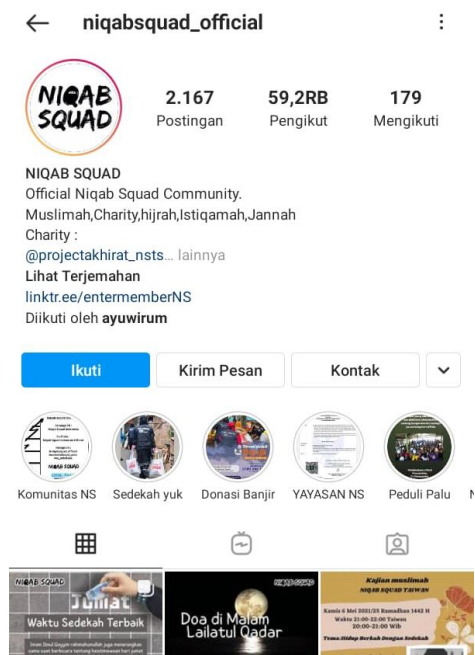 niqabsquad_official
NIQAB
SQUAD
2.167
59,2RB
179
Postingan
Pengikut
Mengikuti
NIQAB SQUAD
Official Niqab Squad Community.
Muslimah,Charity,hijrah,Istiqamah,Jannah
Charity :
@projectakhirat_nsts... lainnya
Lihat Terjemahan
linktr.ee/entermemberNS
Diikuti oleh ayuwirum
Ikuti
Kirim Pesan
Kontak
Komunitas NS
Sedekah yuk
Donasi Banjir
YAYASAN NS
Peduli Palu
NIQAB SQUAD
Jumat
Waktu Sedekah Terbaik
NIQAB SQUAD
Doa di Malam
Lailatul Qadar
Kajian muslimah
NIQAB SQUAD TAIWAN
Kamis 6 Mei 2021/25 Ramadhan 1442 H
Waktu 21:00-22:00 Taiwan
20:00-21:00 Wib
Tema :Hidup Berkah Dengan Sedekah